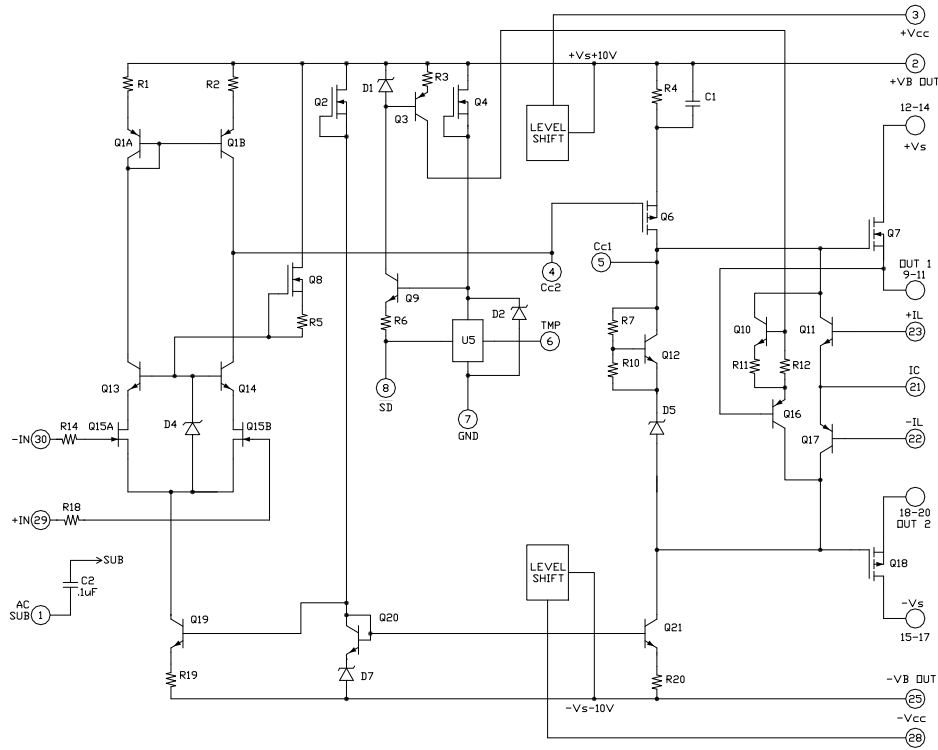 3
+Vcc
+Vs+10V
2
+VB OUT
R1
R2
D1
R3
Q2
Q3
Q4
R4
C1
LEVEL
SHIFT
12-14
+Vs
Q1A
Q1B
Q6
Q7
Cc1
5
4
Cc2
OUT 1
9-11
Q8
Q9
R5
R6
D2
U5
TMP
6
R7
R10
Q12
Q10
Q11
R11
R12
+IL
23
Q13
Q14
8
SD
7
GND
D5
Q16
IC
21
R14
Q15A
D4
Q15B
-IN
30
Q17
-IL
22
+IN
29
R18
18-20
OUT 2
SUB
C2
.1uF
AC
SUB
1
LEVEL
SHIFT
Q18
-Vs
15-17
Q19
Q20
Q21
R19
D7
R20
-Vs-10V
-VB OUT
25
-Vcc
28